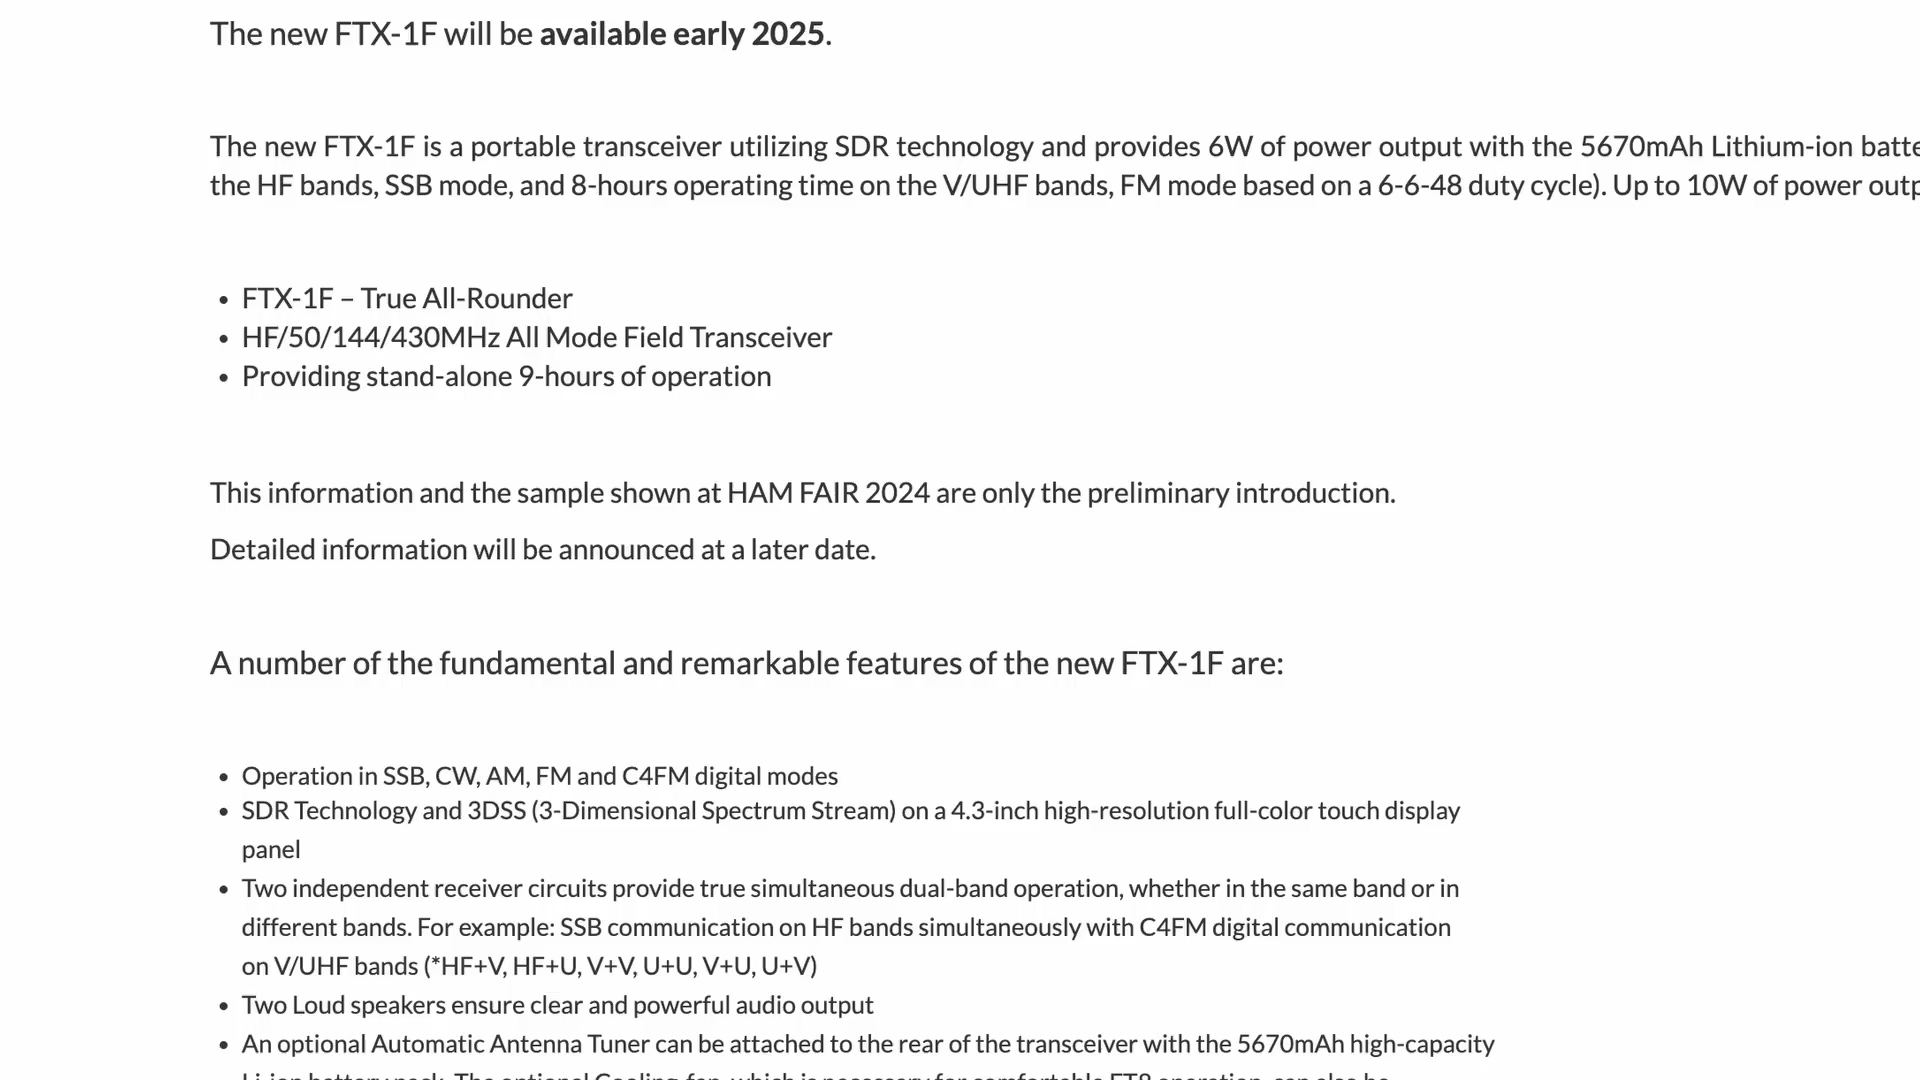 The new FTX-1F will be available early 2025.
The new FTX-1F is a portable transceiver utilizing SDR technology and provides 6W of power output with the 5670mAh Lithium-ion
the HF bands, SSB mode, and 8-hours operating time on the V/UHF bands, FM mode based on a 6-6-48 duty cycle). Up to 10W of power
• FTX-1F – True All-Rounder
• HF/50/144/430MHz All Mode Field Transceiver
• Providing stand-alone 9-hours of operation
This information and the sample shown at HAM FAIR 2024 are only the preliminary introduction.
Detailed information will be announced at a later date.
A number of the fundamental and remarkable features of the new FTX-1F are:
• Operation in SSB, CW, AM, FM and C4FM digital modes
• SDR Technology and 3DSS (3-Dimensional Spectrum Stream) on a 4.3-inch high-resolution full-color touch display
panel
• Two independent receiver circuits provide true simultaneous dual-band operation, whether in the same band or in
different bands. For example: SSB communication on HF bands simultaneously with C4FM digital communication
on V/UHF bands (*HF+V, HF+U, V+V, U+U, V+U, U+V)
• Two Loud speakers ensure clear and powerful audio output
• An optional Automatic Antenna Tuner can be attached to the rear of the transceiver with the 5670mAh high-capacity